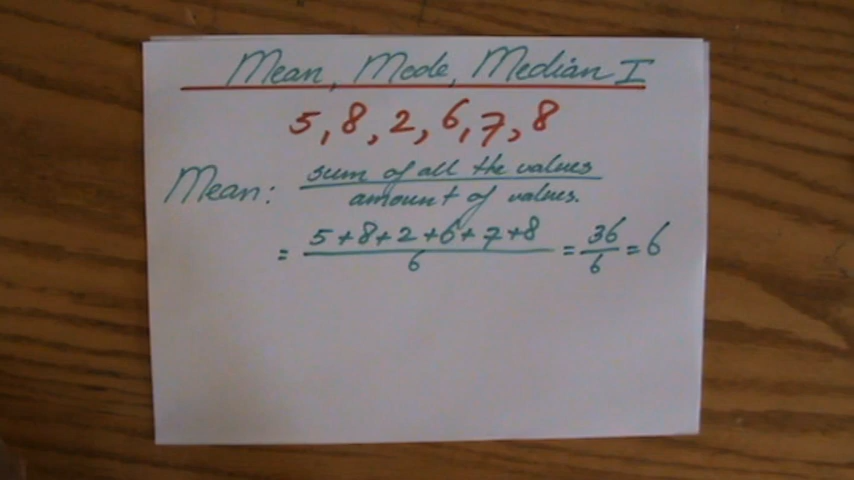 Mean, Mode, Median I
5, 8, 2, 6, 7, 8
Mean: sum of all the values
amount of values.
= 5+8+2+6+7+8 = 36 = 6
6 6